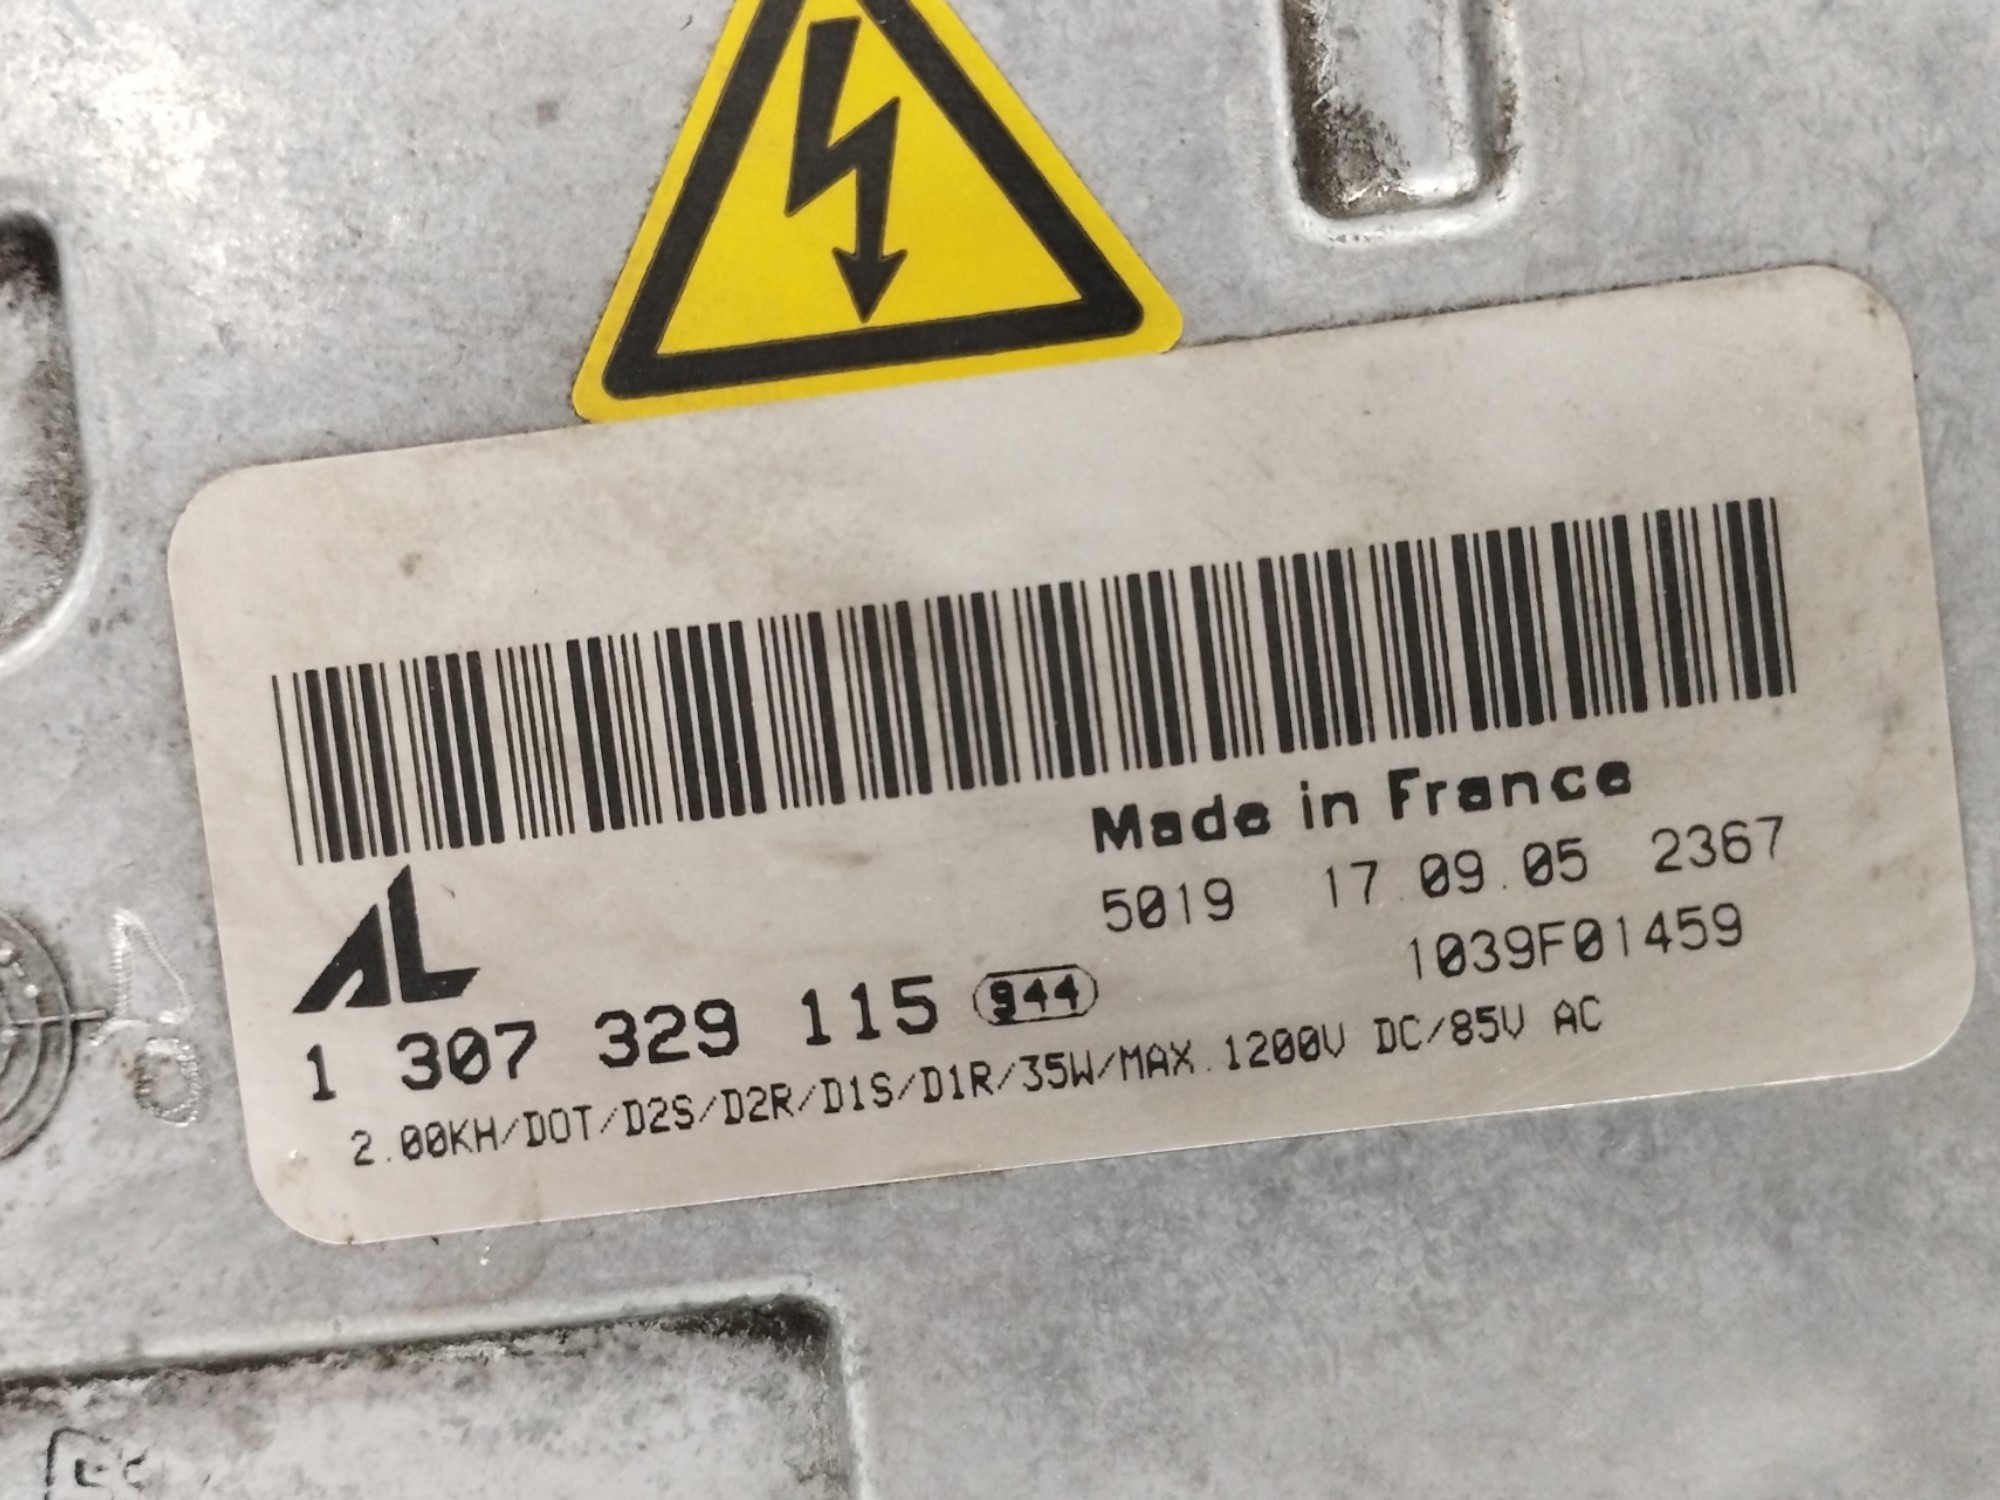 Made in France
5019 17.09.05 2367
1039F01459
AL
1 307 329 115 944
2.00KH/DOT/D2S/D2R/D1S/D1R/35W/MAX.1200V DC/85V AC